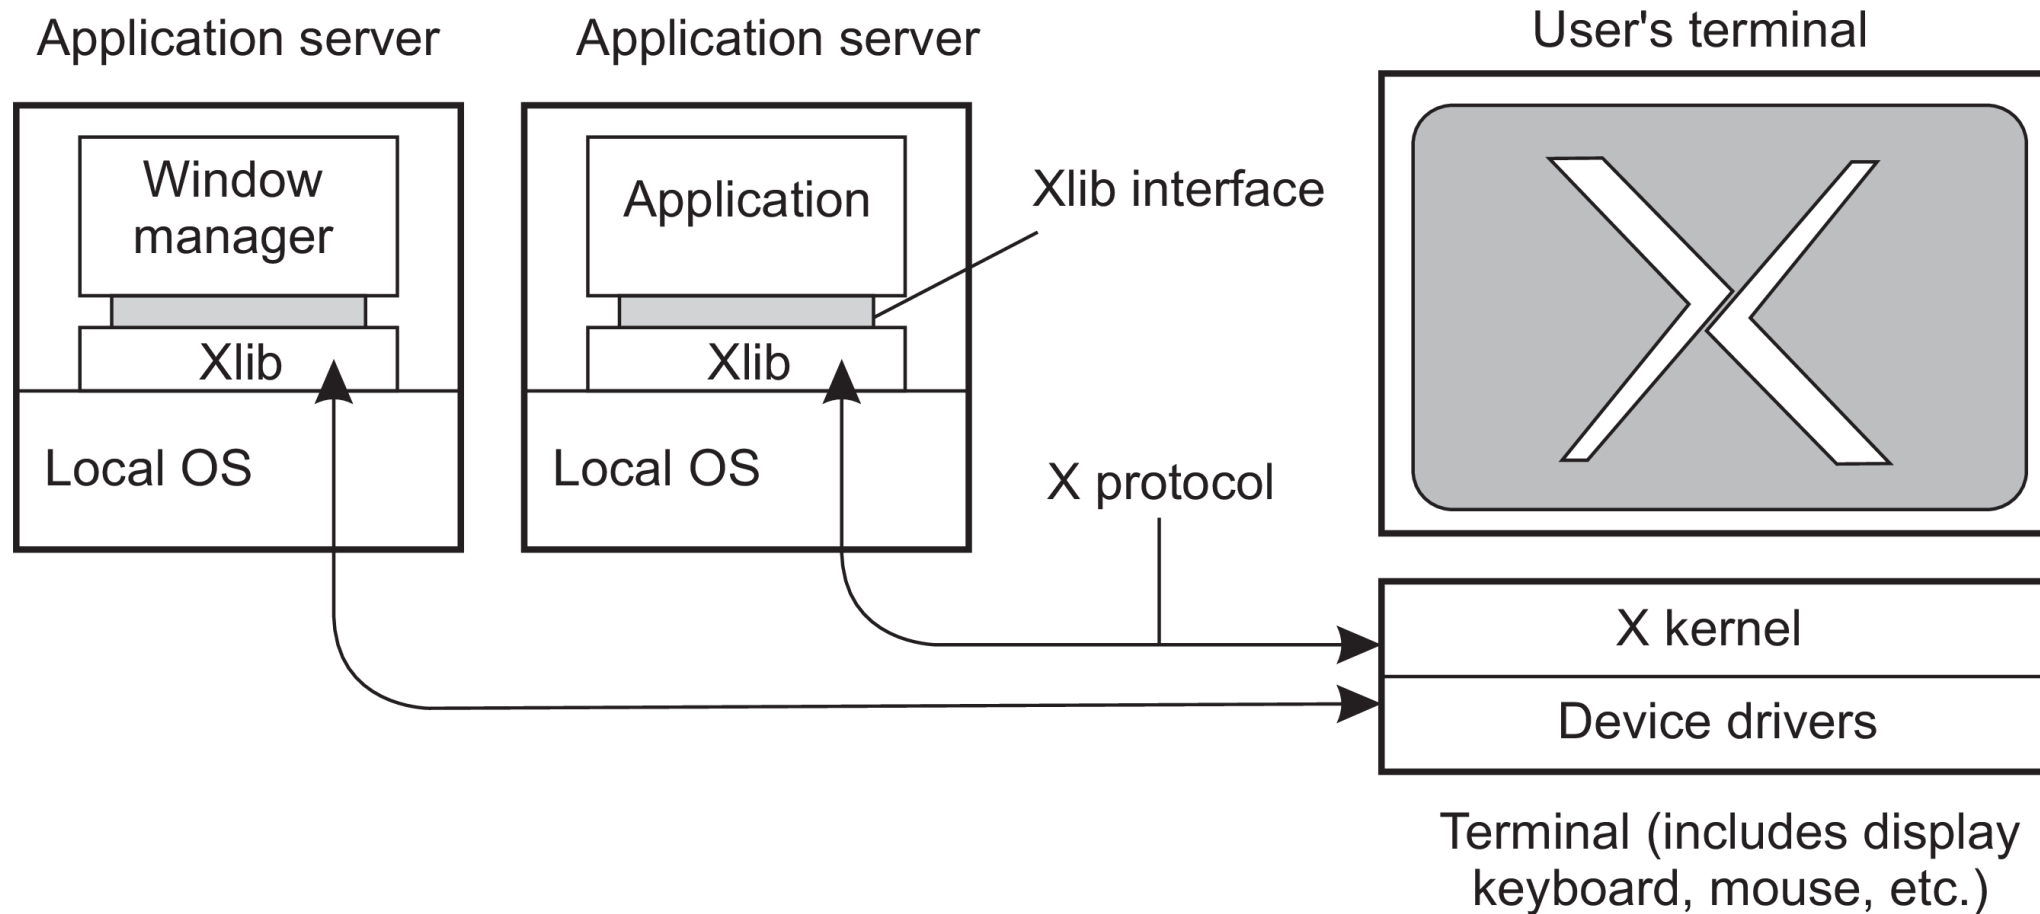 Application server
Application server
User's terminal
Window
manager
Application
Xlib interface
Xlib
Xlib
Local OS
Local OS
X protocol
X kernel
Device drivers
Terminal (includes display
keyboard, mouse, etc.)